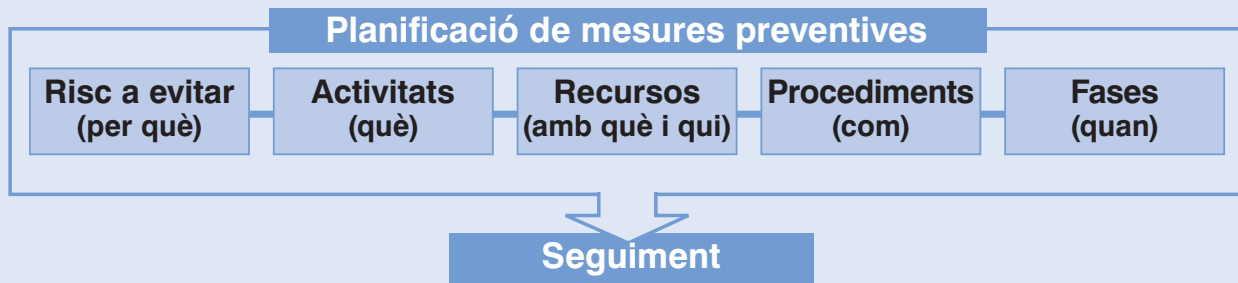 Planificació de mesures preventives
Risc a evitar
(per què)
Activitats
(què)
Recursos
(amb què i qui)
Procediments
(com)
Fases
(quan)
Seguiment